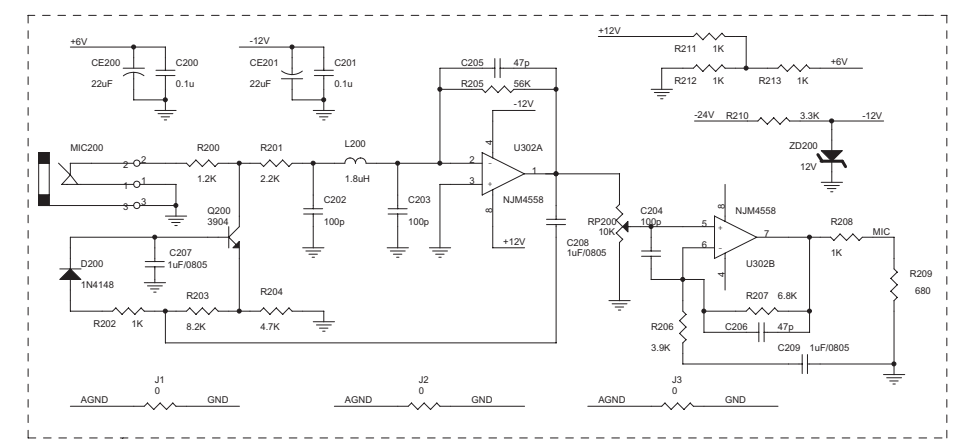 +6V
CE200
22uF
C200
0.1u
-12V
CE201
22uF
C201
0.1u
C205 47p
R205 56K
-12V
4
U302A
2
3
-
+
1
8
NJM4558
+12V
+12V
R211 1K
R212 1K
R213 1K
+6V
-24V R210 3.3K -12V
ZD200
12V
MIC200
2 2
1 1
3 3
R200
1.2K
R201
2.2K
L200
1.8uH
C202
100p
C203
100p
Q200
3904
C207
1uF/0805
D200
1N4148
R202 1K
R203
8.2K
R204
4.7K
C208
1uF/0805
RP200
10K
C204
100p
5
6
+
-
8
NJM4558
7
U302B
4
R208
1K
MIC
R209
680
R207 6.8K
C206 47p
R206
3.9K
C209 1uF/0805
J1
0
AGND GND
J2
0
AGND GND
J3
0
AGND GND